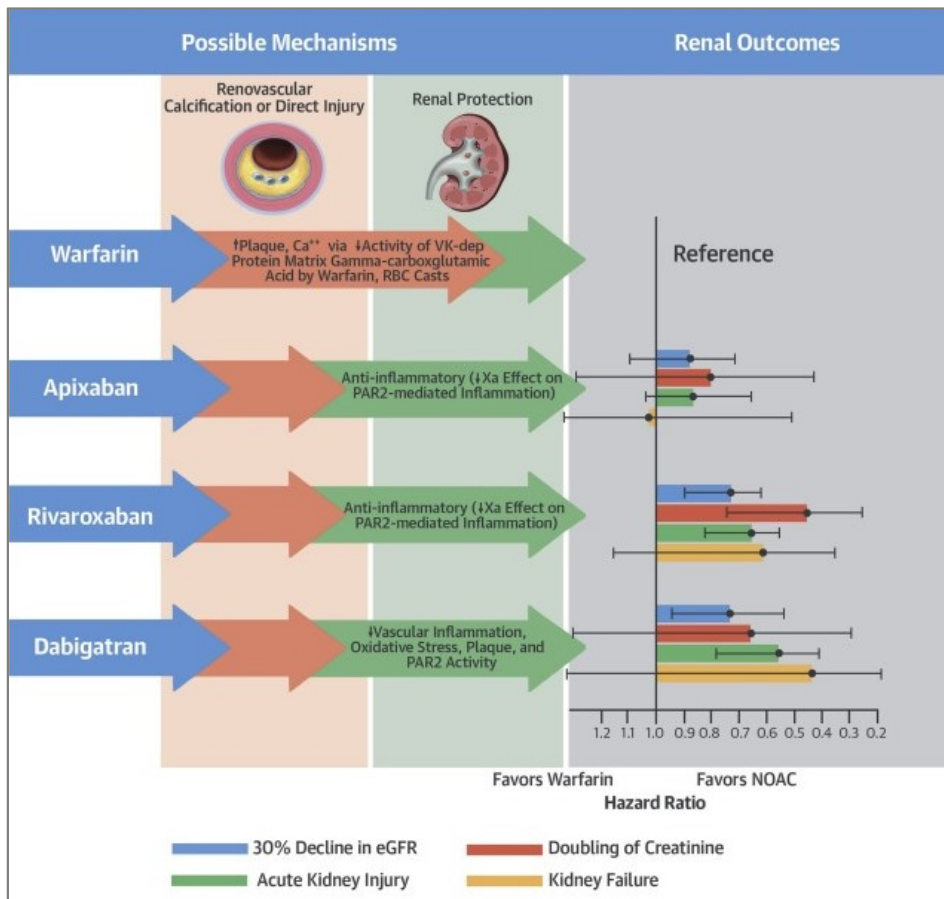 Possible Mechanisms
Renal Outcomes
Renovascular
Calcification or Direct Injury
Renal Protection
Warfarin
↑Plaque, Ca⁺⁺ via ↓Activity of VK-dep
Protein Matrix Gamma-carboxglutamic
Acid by Warfarin, RBC Casts
Reference
Apixaban
Anti-inflammatory (↓Xa Effect on
PAR2-mediated Inflammation)
Rivaroxaban
Anti-inflammatory (↓Xa Effect on
PAR2-mediated Inflammation)
Dabigatran
↓Vascular Inflammation,
Oxidative Stress, Plaque, and
PAR2 Activity
1.2 1.1 1.0 0.9 0.8 0.7 0.6 0.5 0.4 0.3 0.2
Favors Warfarin Favors NOAC
Hazard Ratio
30% Decline in eGFR
Doubling of Creatinine
Acute Kidney Injury
Kidney Failure